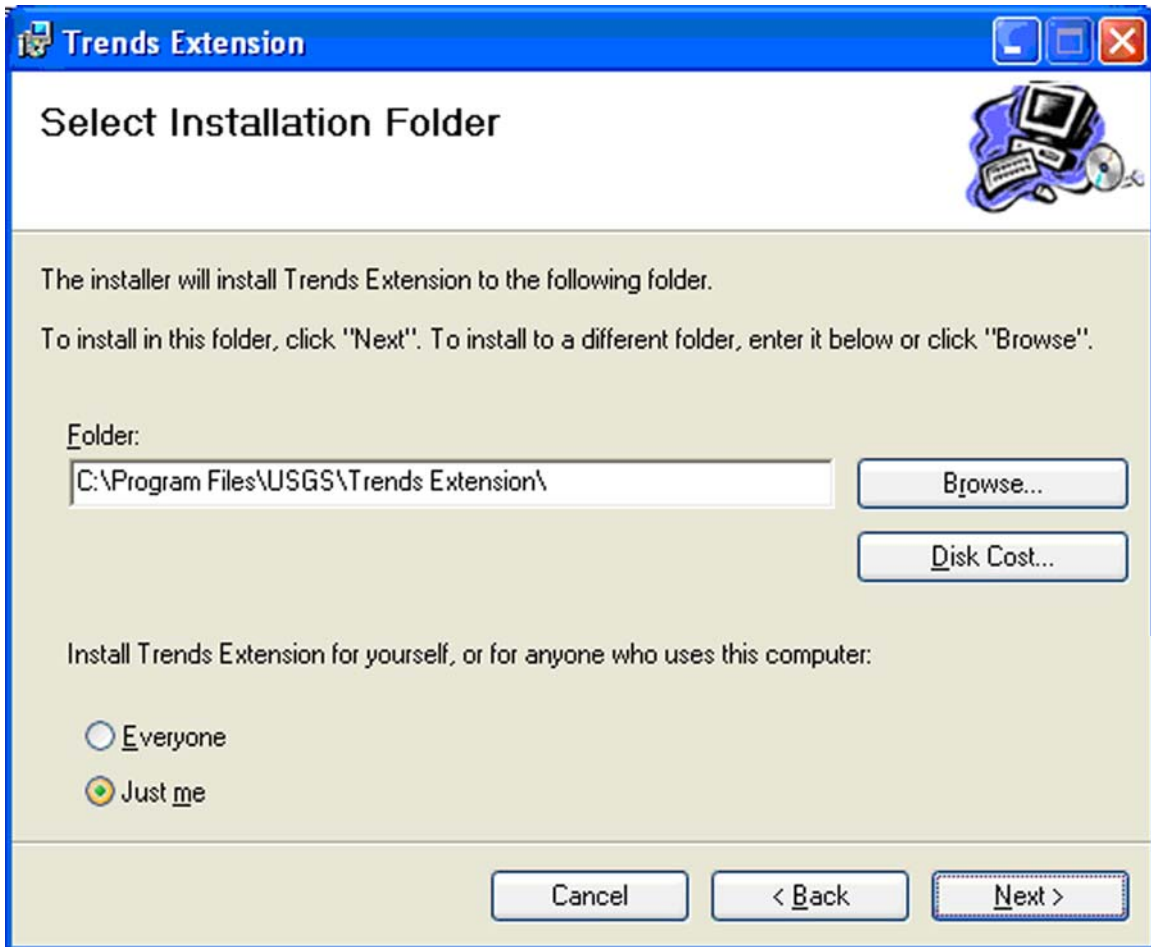 Trends Extension
Select Installation Folder
The installer will install Trends Extension to the following folder.
To install in this folder, click "Next". To install to a different folder, enter it below or click "Browse".
Folder:
C:\Program Files\USGS\Trends Extension\
Browse...
Disk Cost...
Install Trends Extension for yourself, or for anyone who uses this computer:
Everyone
Just me
Cancel
< Back
Next >